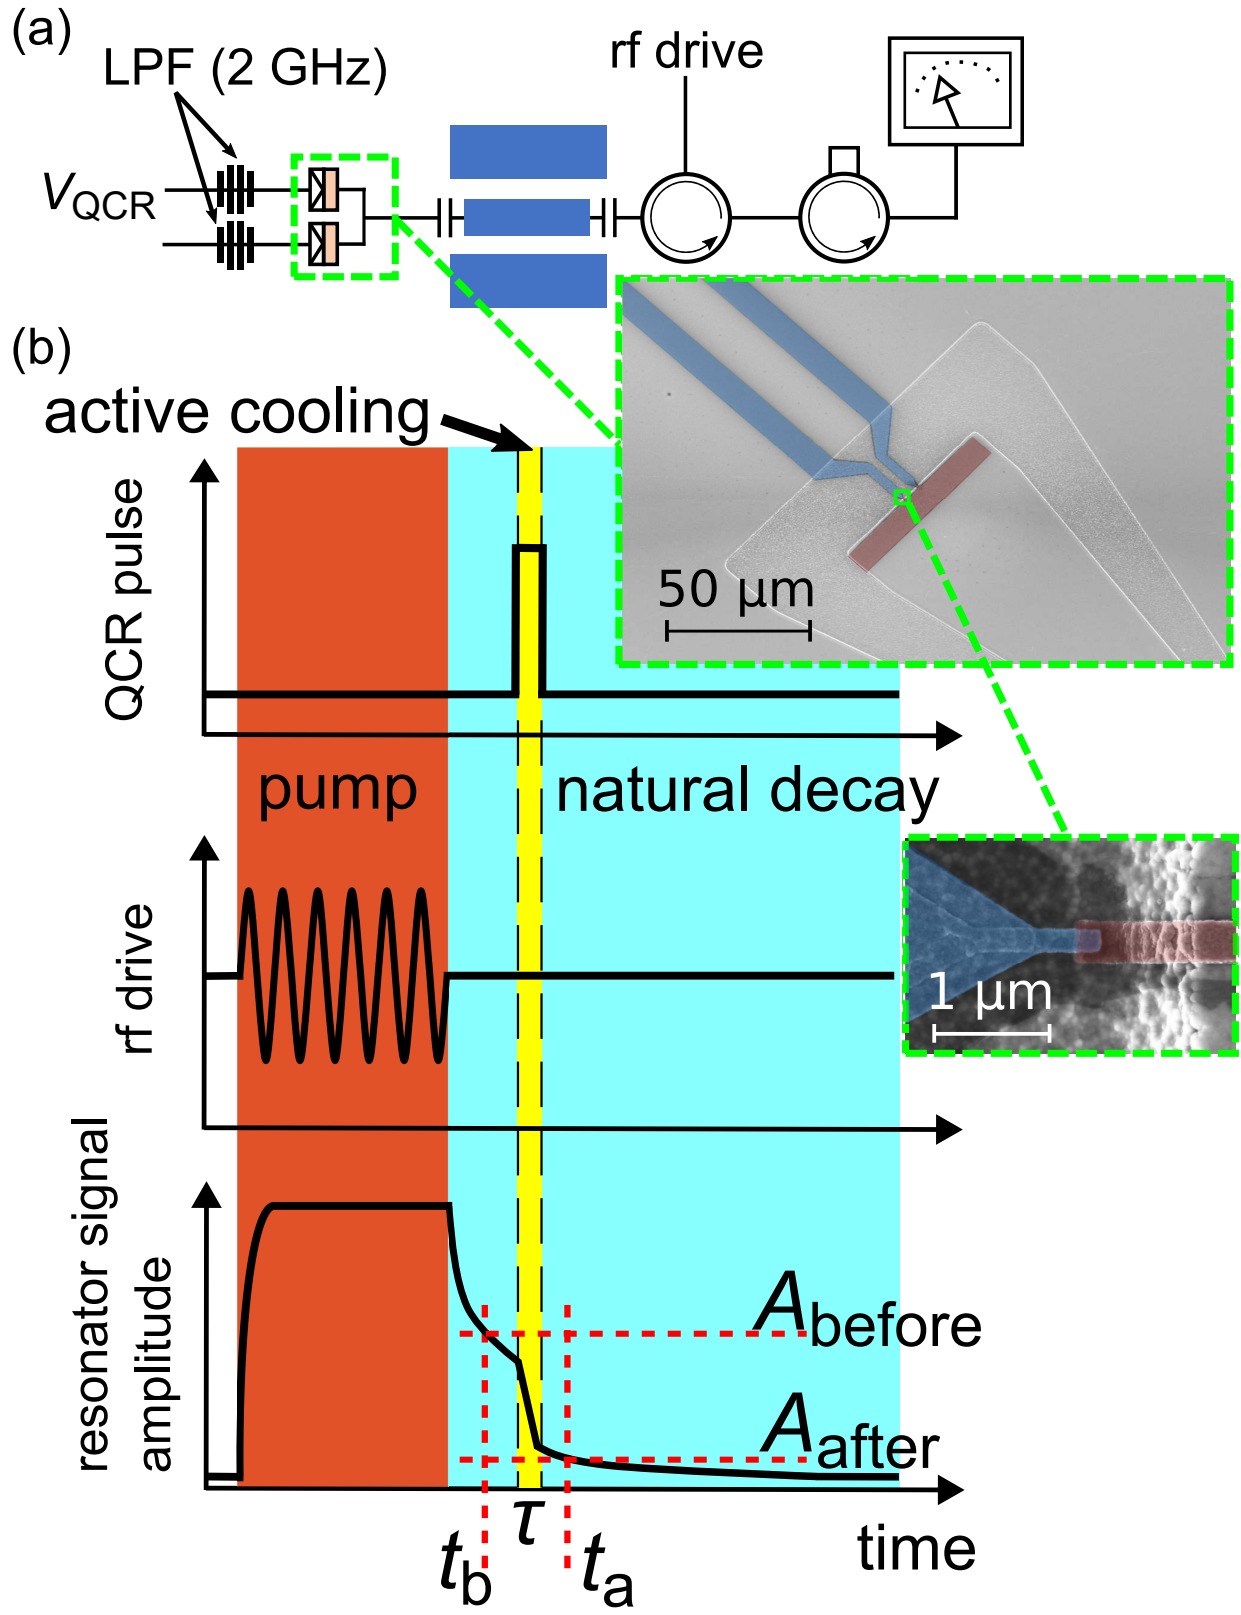 (a)
LPF (2 GHz)
rf drive
VQCR
(b)
active cooling
50 μm
QCR pulse
pump
natural decay
rf drive
1 μm
resonator signal
amplitude
Abefore
Aafter
τ
tb
ta
time